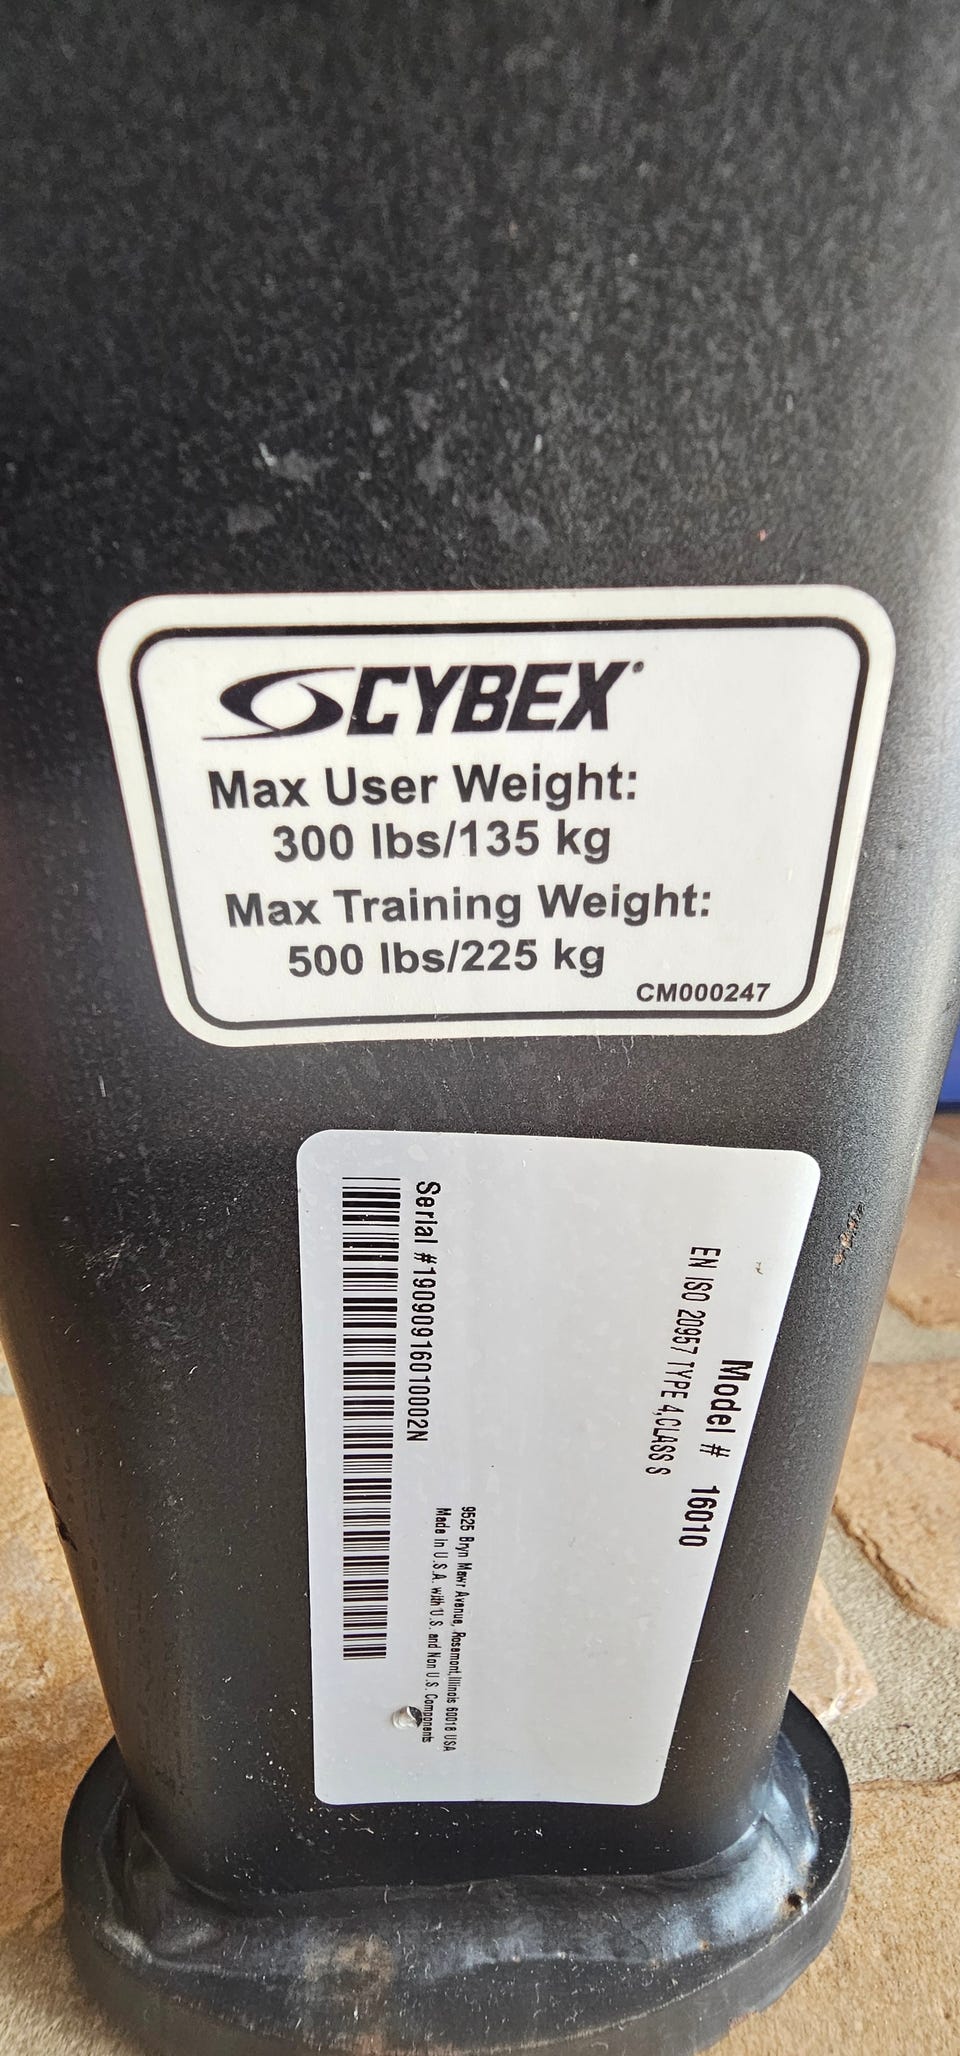 CYBEX®
Max User Weight:
300 lbs/135 kg
Max Training Weight:
500 lbs/225 kg
CM000247
Model # 16010
EN ISO 20957 TYPE 4,CLASS S
9525 Bryn Mawr Avenue, Rosemont,Illinois 60018 USA
Made in U.S.A. with U.S. and Non U.S. Components
Serial #19090916010002N